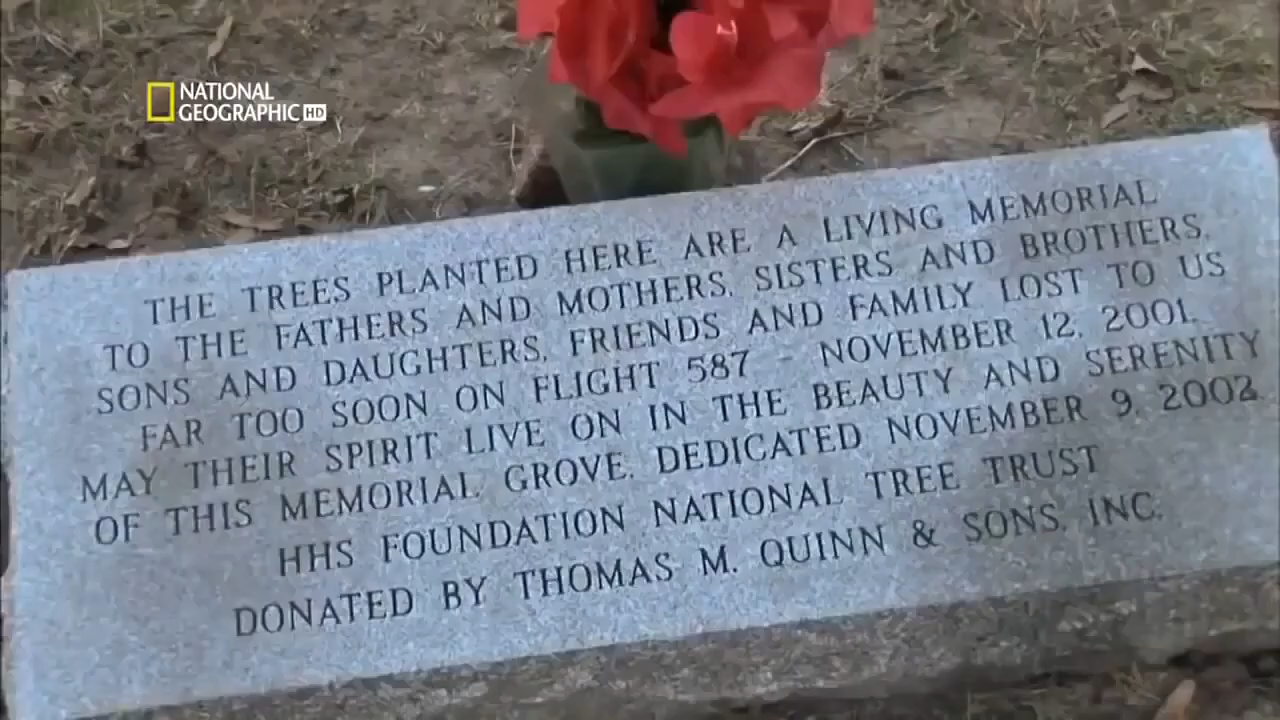 NATIONAL
GEOGRAPHIC HD
THE TREES PLANTED HERE ARE A LIVING MEMORIAL
TO THE FATHERS AND MOTHERS, SISTERS AND BROTHERS,
SONS AND DAUGHTERS, FRIENDS AND FAMILY LOST TO US
FAR TOO SOON ON FLIGHT 587 - NOVEMBER 12, 2001.
MAY THEIR SPIRIT LIVE ON IN THE BEAUTY AND SERENITY
OF THIS MEMORIAL GROVE. DEDICATED NOVEMBER 9, 2002.
HHS FOUNDATION NATIONAL TREE TRUST
DONATED BY THOMAS M. QUINN & SONS, INC.